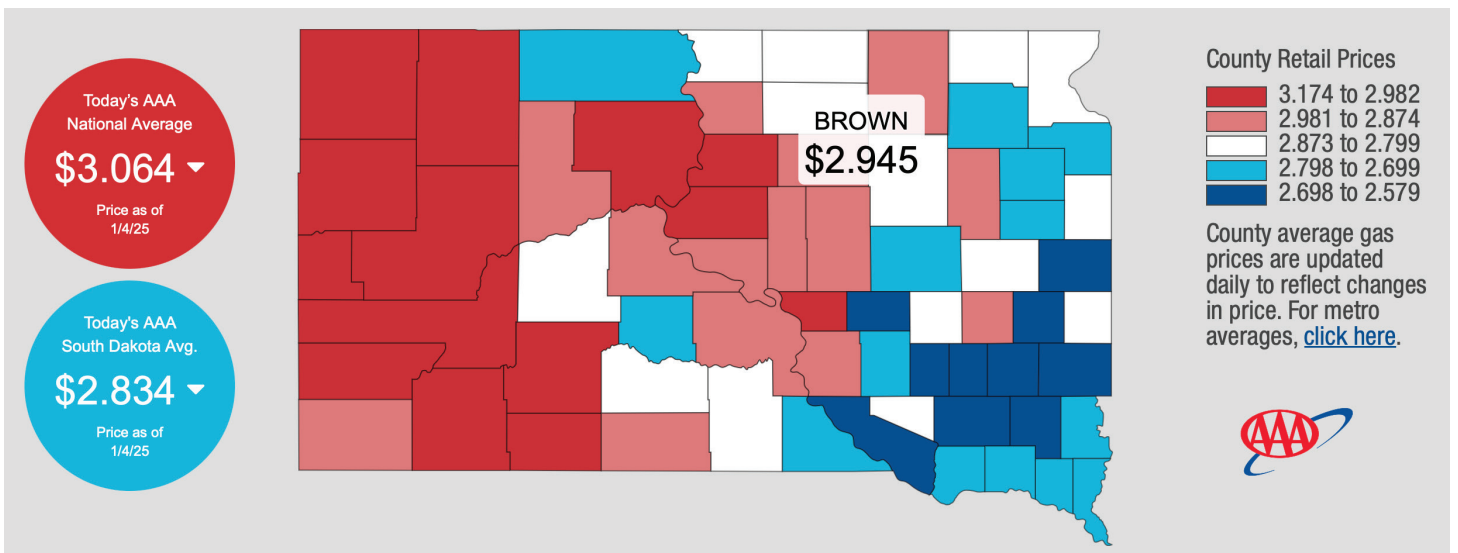 Today's AAA
National Average
$3.064
Price as of
1/4/25
Today's AAA
South Dakota Avg.
$2.834
Price as of
1/4/25
BROWN
$2.945
County Retail Prices
3.174 to 2.982
2.981 to 2.874
2.873 to 2.799
2.798 to 2.699
2.698 to 2.579
County average gas
prices are updated
daily to reflect changes
in price. For metro
averages, click here.
AAA